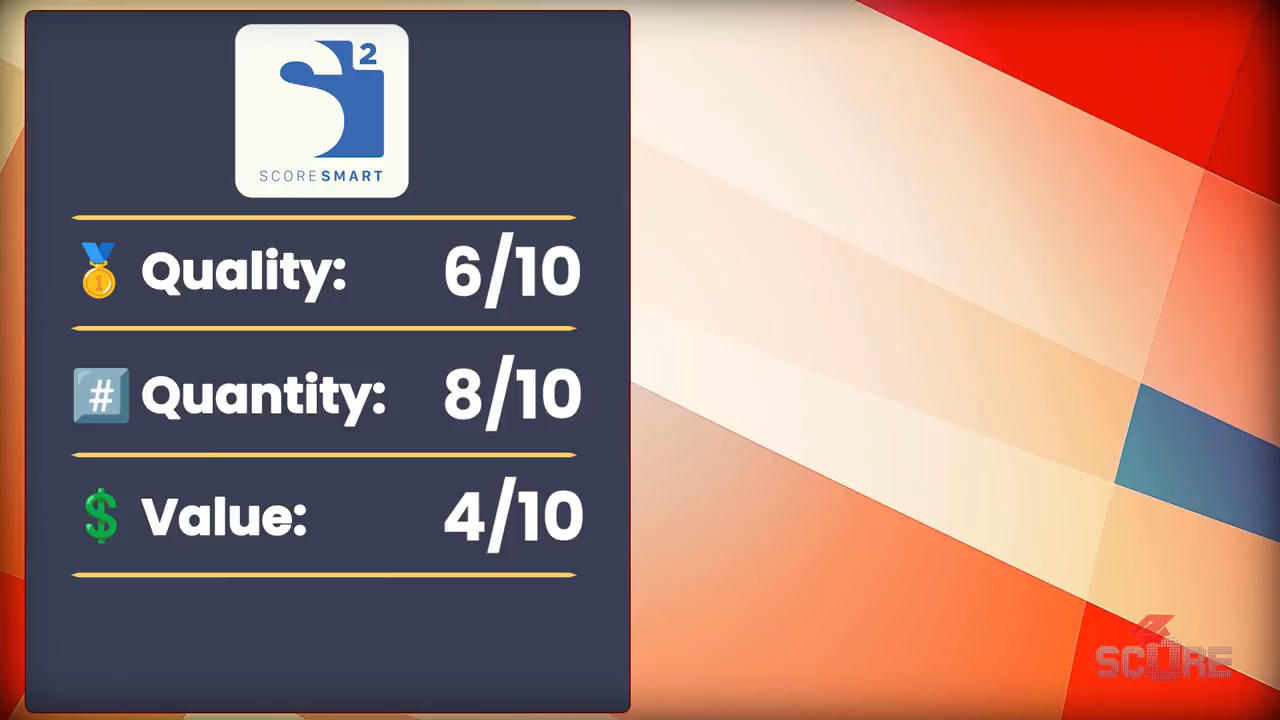 2
SCORESMART
Quality: 6/10
# Quantity: 8/10
$ Value: 4/10
SCORE